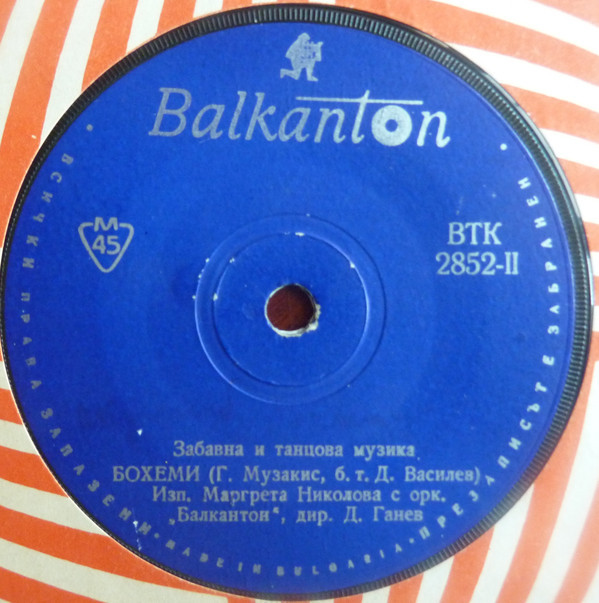 Balkanton
M
45
ВТК
2852-II
Забавна и танцова музика
БОХЕМИ (Г. Музакис, б. т. Д. Василев)
Изп. Маргрета Николова с орк.
„Балкантон“, дир. Д. Ганев
• ВСИЧКИ ПРАВА ЗАПАЗЕНИ • MADE IN BULGARIA • ПРЕЗАПИСЪТ Е ЗАБРАНЕН •